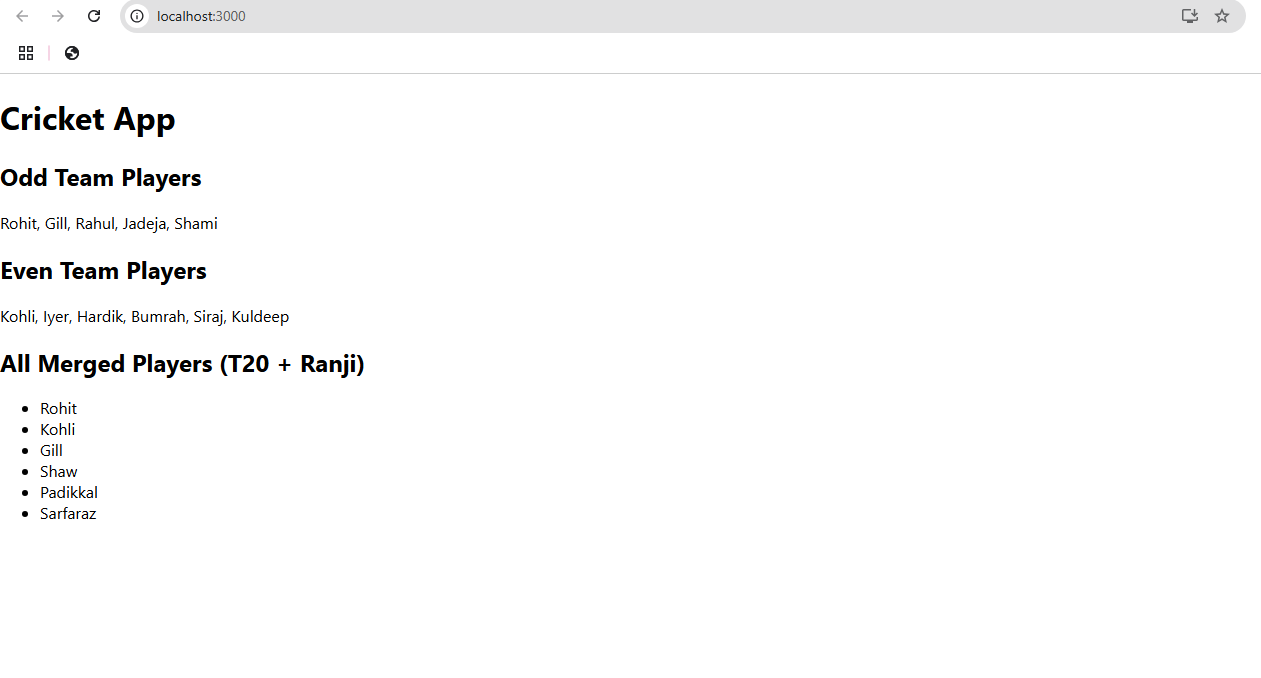 localhost:3000
Cricket App
Odd Team Players
Rohit, Gill, Rahul, Jadeja, Shami
Even Team Players
Kohli, Iyer, Hardik, Bumrah, Siraj, Kuldeep
All Merged Players (T20 + Ranji)
Rohit
Kohli
Gill
Shaw
Padikkal
Sarfaraz